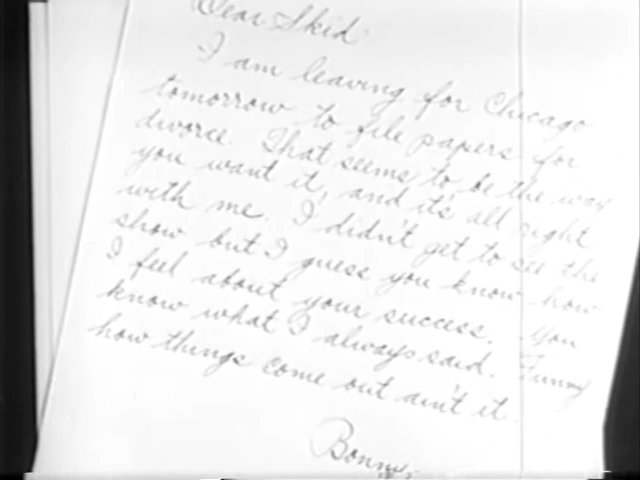 Dear Skid
I am leaving for Chicago
tomorrow to file papers for
divorce. That seems to be the way
you want it, and it's all right
with me. I didn't get to see the
show but I guess you know how
I feel about your success. You
know what I always said. Funny
how things come out ain't it.
Bonny.